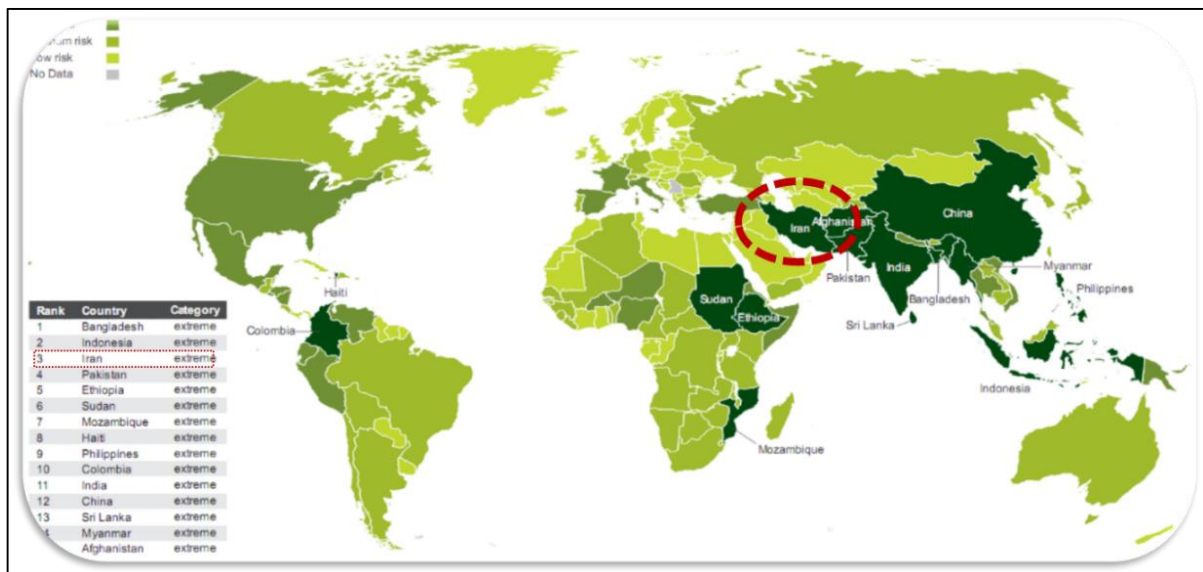 risk
risk
No Data
Iran
Afghanistan
China
India
Pakistan
Myanmar
Philippines
Bangladesh
Sri Lanka
Indonesia
Sudan
Ethiopia
Mozambique
Haiti
Colombia
Rank Country Category
1 Bangladesh extreme
2 Indonesia extreme
3 Iran extreme
4 Pakistan extreme
5 Ethiopia extreme
6 Sudan extreme
7 Mozambique extreme
8 Haiti extreme
9 Philippines extreme
10 Colombia extreme
11 India extreme
12 China extreme
13 Sri Lanka extreme
Myanmar extreme
Afghanistan extreme